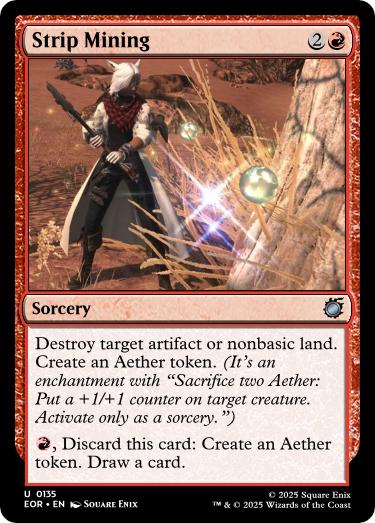 Strip Mining 2
Sorcery
Destroy target artifact or nonbasic land.
Create an Aether token. (It's an
enchantment with “Sacrifice two Aether:
Put a +1/+1 counter on target creature.
Activate only as a sorcery.”)
, Discard this card: Create an Aether
token. Draw a card.
U 0135
EOR • EN SQUARE ENIX
© 2025 Square Enix
™ & © 2025 Wizards of the Coast